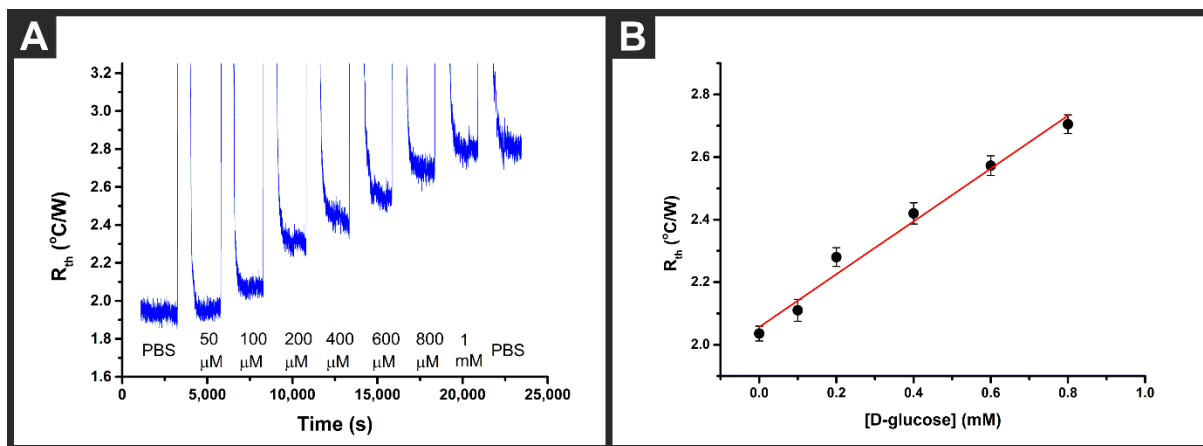 A
3.2
3.0
2.8
2.6
2.4
2.2
2.0
1.8
1.6
R_th (°C/W)
PBS
50 100 200 400 600 800 1 PBS
μM μM μM μM μM μM mM
0 5,000 10,000 15,000 20,000 25,000
Time (s)
B
2.8
2.6
2.4
2.2
2.0
R_th (°C/W)
0.0 0.2 0.4 0.6 0.8 1.0
[D-glucose] (mM)